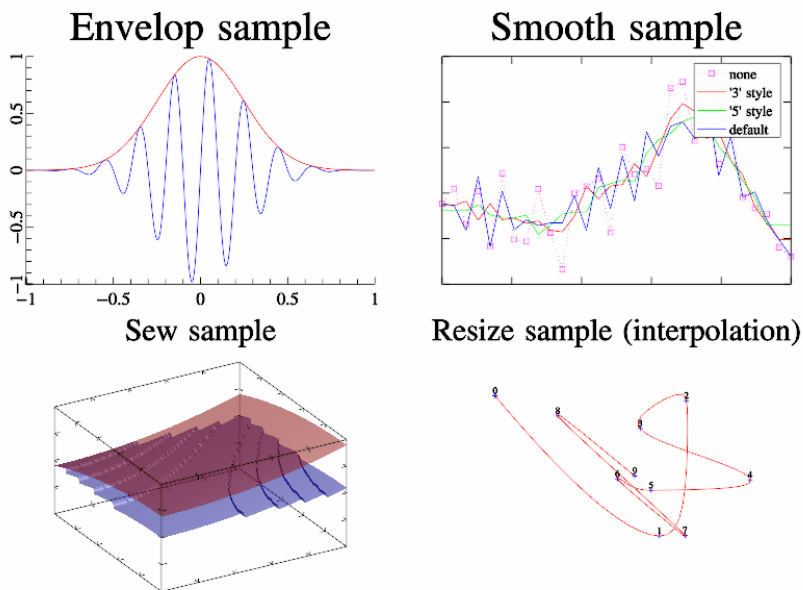 Envelop sample
Smooth sample
1
0.5
0
−0.5
−1
−1
−0.5
0
0.5
1
none
'3' style
'5' style
default
Sew sample
Resize sample (interpolation)
0
2
8
3
6
9
5
4
1
7